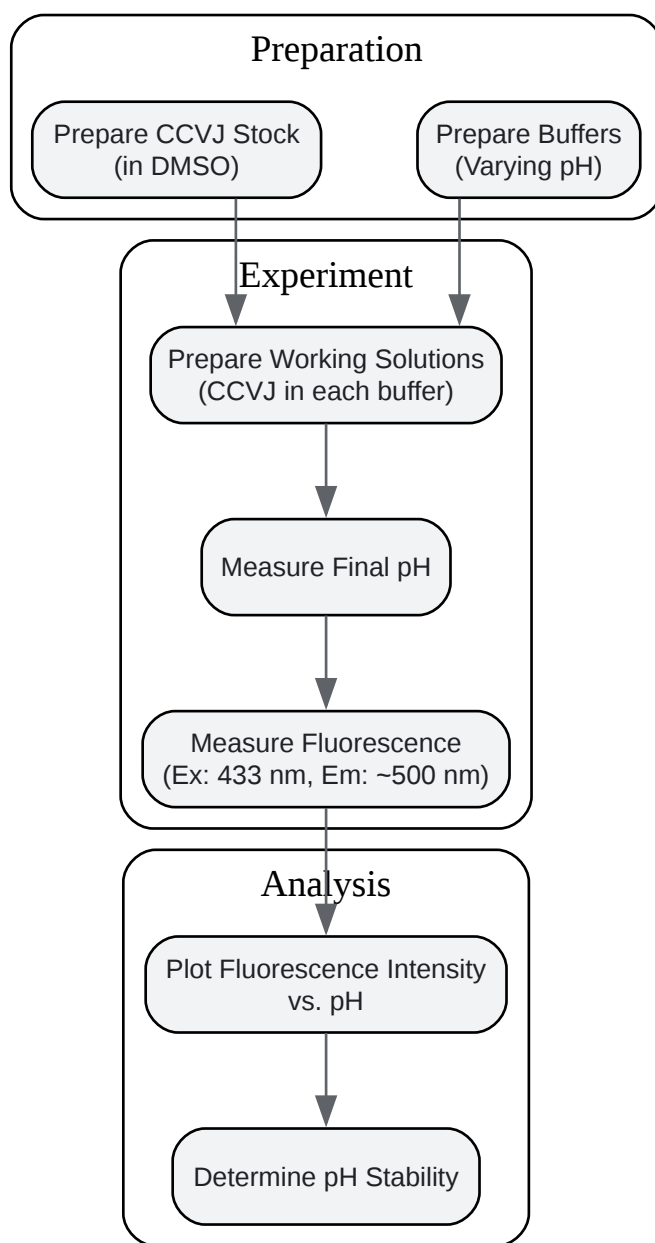 Preparation
Prepare CCVJ Stock
(in DMSO)
Prepare Buffers
(Varying pH)
Experiment
Prepare Working Solutions
(CCVJ in each buffer)
Measure Final pH
Measure Fluorescence
(Ex: 433 nm, Em: ~500 nm)
Analysis
Plot Fluorescence Intensity
vs. pH
Determine pH Stability